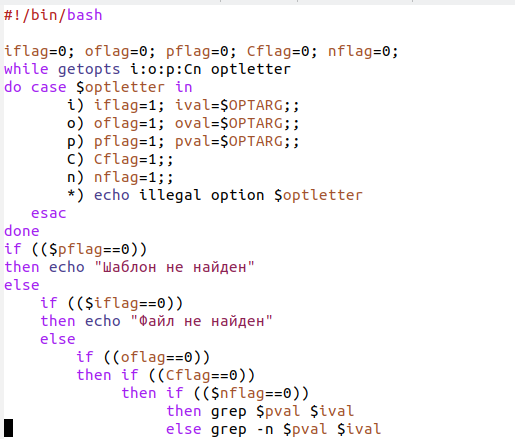 #!/bin/bash
iflag=0; oflag=0; pflag=0; Cflag=0; nflag=0;
while getopts i:o:p:Cn optletter
do case $optletter in
i) iflag=1; ival=$OPTARG;;
o) oflag=1; oval=$OPTARG;;
p) pflag=1; pval=$OPTARG;;
C) Cflag=1;;
n) nflag=1;;
*) echo illegal option $optletter
esac
done
if (($pflag==0))
then echo "Шаблон не найден"
else
if (($iflag==0))
then echo "Файл не найден"
else
if ((oflag==0))
then if ((Cflag==0))
then if (($nflag==0))
then grep $pval $ival
else grep -n $pval $ival